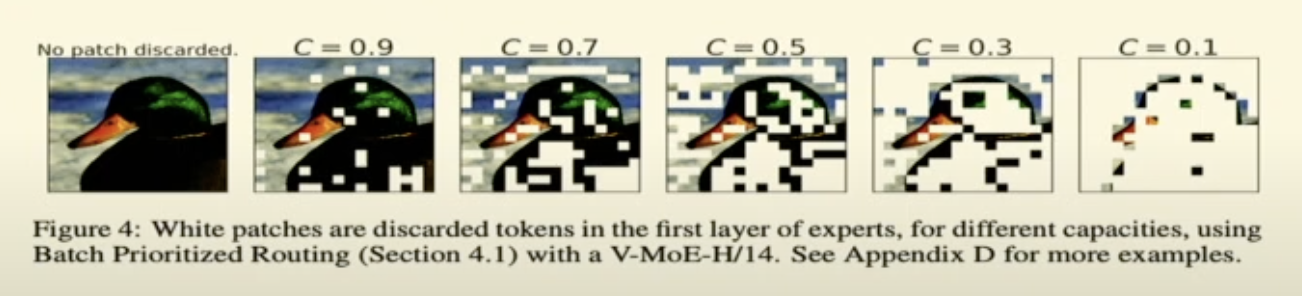 No patch discarded. C = 0.9 C = 0.7 C = 0.5 C = 0.3 C = 0.1
Figure 4: White patches are discarded tokens in the first layer of experts, for different capacities, using
Batch Prioritized Routing (Section 4.1) with a V-MoE-H/14. See Appendix D for more examples.